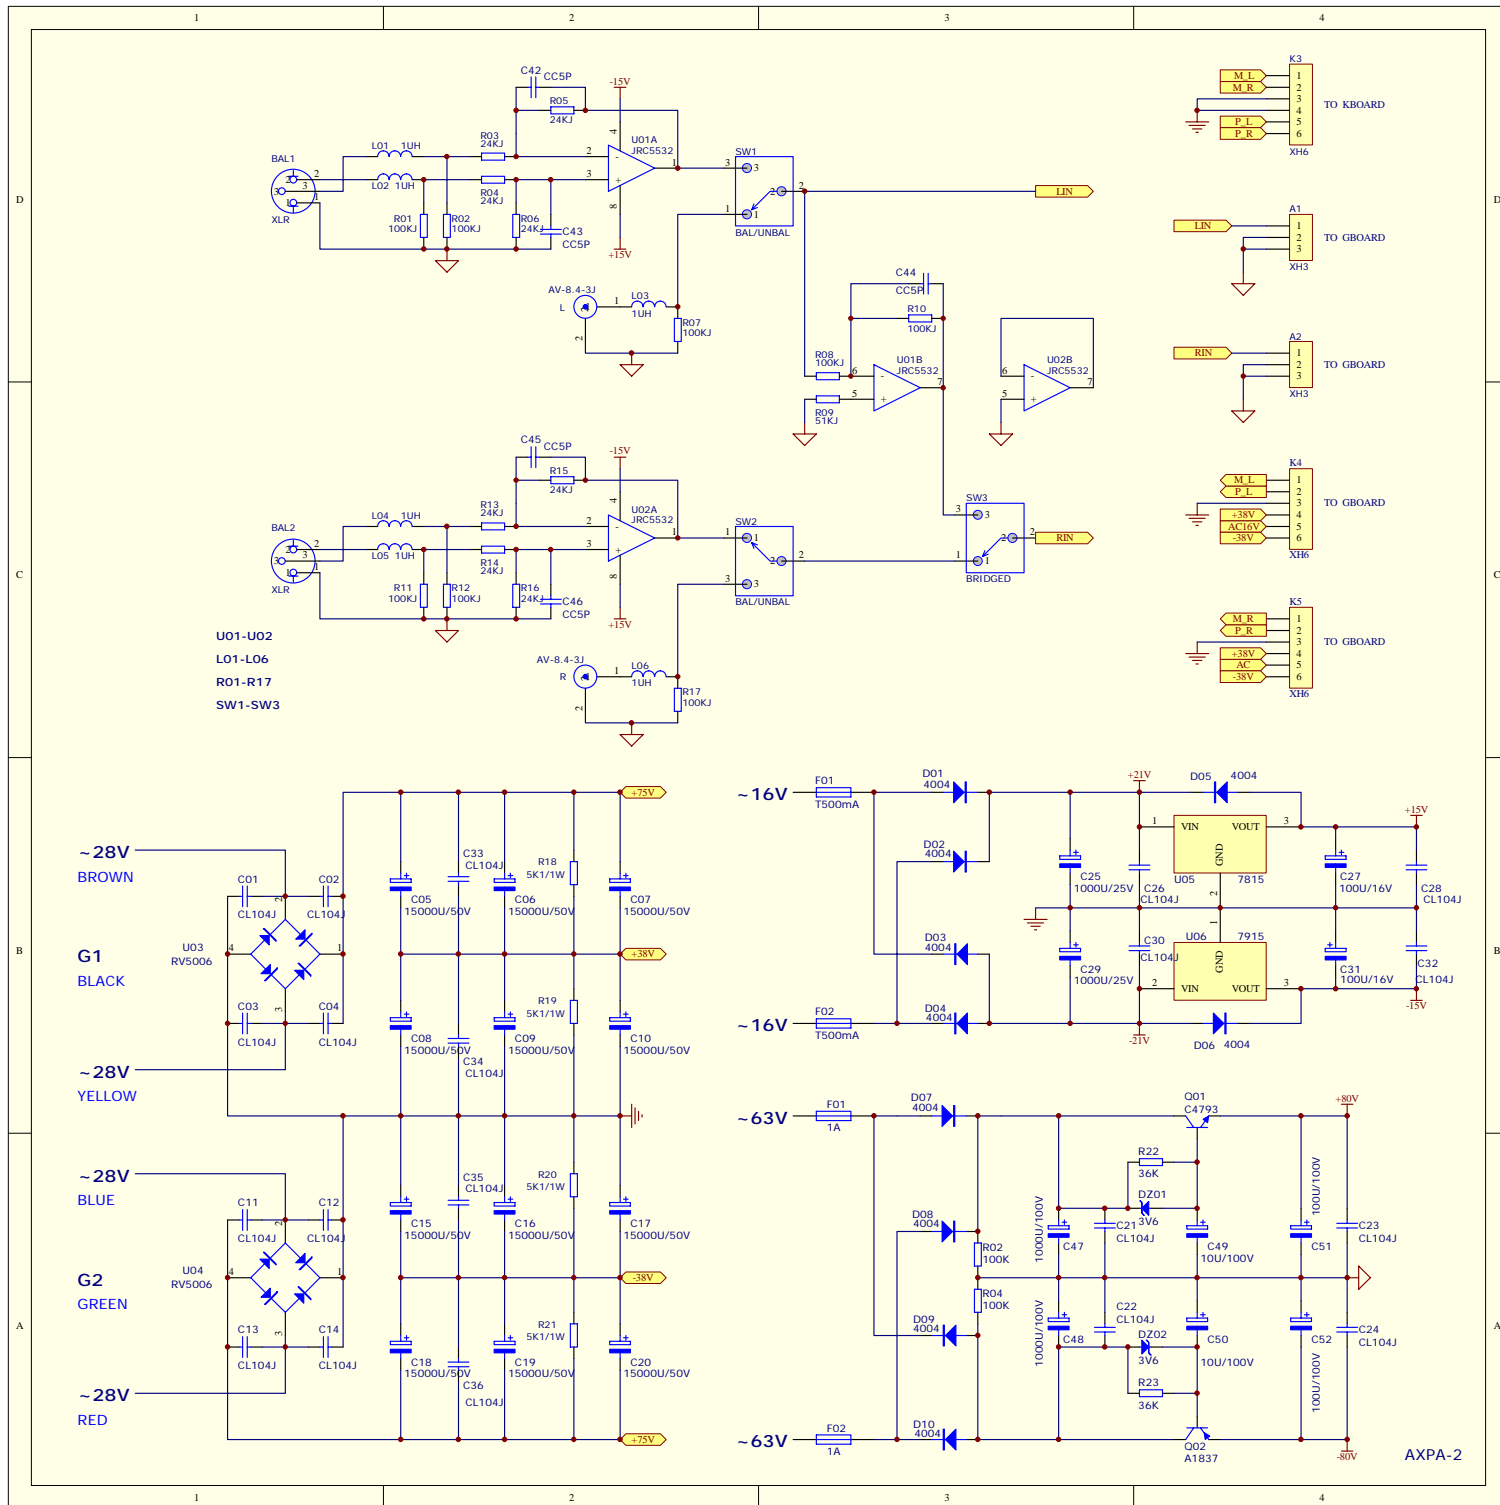 1 2 3 4
D D
C C
B B
A A
1 2 3 4
BAL1
XLR
2
3
1
2
3
1
L01 1UH
L02 1UH
R01
100KJ
R02
100KJ
R03
24KJ
R04
24KJ
C42 CC5P
R05
24KJ
R06
24KJ
C43
CC5P
-15V
4
2
3
U01A
JRC5532
1
8
+15V
SW1
3 3
2 2
1 1
BAL/UNBAL
LIN
AV-8.4-3J
L
1
2
L03
1UH
R07
100KJ
C44
CC5P
R10
100KJ
R08
100KJ
R09
51KJ
6
5
U01B
JRC5532
7
6
5
U02B
JRC5532
7
BAL2
XLR
2
3
1
2
3
1
L04 1UH
L05 1UH
R11
100KJ
R12
100KJ
R13
24KJ
R14
24KJ
C45 CC5P
R15
24KJ
R16
24KJ
C46
CC5P
-15V
4
2
3
U02A
JRC5532
1
8
+15V
SW2
1 1
2 2
3 3
BAL/UNBAL
SW3
3 3
2 2
1 1
BRIDGED
RIN
AV-8.4-3J
R
1
2
L06
1UH
R17
100KJ
U01-U02
L01-L06
R01-R17
SW1-SW3
K3
M_L 1
M_R 2
3
4
P_L 5
P_R 6
XH6
TO KBOARD
A1
LIN 1
2
3
XH3
TO GBOARD
A2
RIN 1
2
3
XH3
TO GBOARD
K4
M_L 1
P_L 2
3
+38V 4
AC16V 5
-38V 6
XH6
TO GBOARD
K5
M_R 1
P_R 2
3
+38V 4
AC 5
-38V 6
XH6
TO GBOARD
~28V
BROWN
G1
BLACK
~28V
YELLOW
C01
CL104J
C02
CL104J
U03
RV5006
2
4
1
3
C03
CL104J
C04
CL104J
C05
15000U/50V
C33
CL104J
C06
15000U/50V
R18
5K1/1W
C07
15000U/50V
+75V
+38V
C08
15000U/50V
C34
CL104J
C09
15000U/50V
R19
5K1/1W
C10
15000U/50V
~28V
BLUE
G2
GREEN
~28V
RED
C11
CL104J
C12
CL104J
U04
RV5006
2
4
1
3
C13
CL104J
C14
CL104J
C15
15000U/50V
C35
CL104J
C16
15000U/50V
R20
5K1/1W
C17
15000U/50V
-38V
C18
15000U/50V
C36
CL104J
C19
15000U/50V
R21
5K1/1W
C20
15000U/50V
+75V
~16V
F01
T500mA
D01
4004
D02
4004
D03
4004
D04
4004
~16V
F02
T500mA
+21V
D05 4004
+15V
1 VIN VOUT 3
GND
2
U05 7815
C25
1000U/25V
C26
CL104J
C27
100U/16V
C28
CL104J
1
U06 7915
GND
2 VIN VOUT 3
C29
1000U/25V
C30
CL104J
C31
100U/16V
C32
CL104J
-21V
D06 4004
-15V
~63V
F01
1A
D07
4004
D08
4004
R02
100K
R04
100K
D09
4004
D10
4004
~63V
F02
1A
Q01
C4793
+80V
R22
36K
DZ01
3V6
1000U/100V
C47
C21
CL104J
C49
10U/100V
100U/100V
C51
C23
CL104J
1000U/100V
C48
C22
CL104J
DZ02
3V6
C50
10U/100V
100U/100V
C52
C24
CL104J
R23
36K
Q02
A1837
-80V
AXPA-2